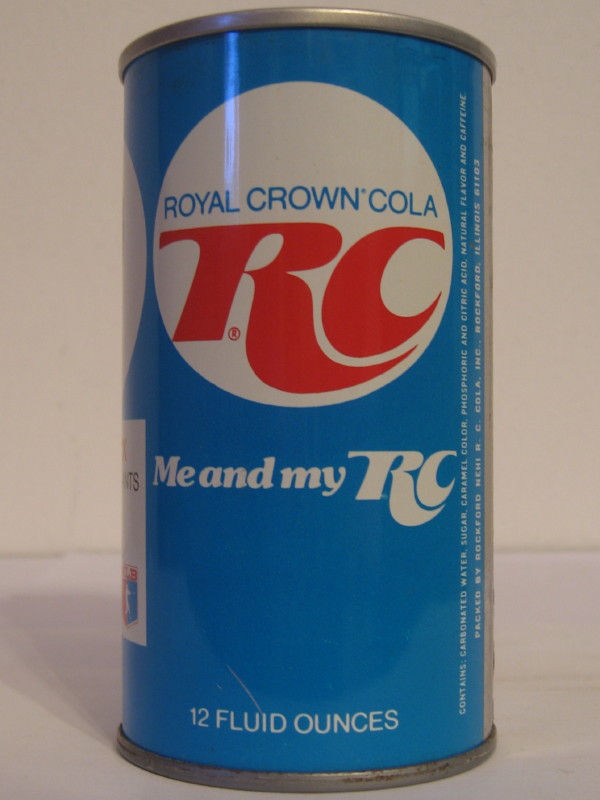 ROYAL CROWN® COLA
RC®
Me and my RC
12 FLUID OUNCES
CONTAINS: CARBONATED WATER, SUGAR, CARAMEL COLOR, PHOSPHORIC AND CITRIC ACID, NATURAL FLAVOR AND CAFFEINE.
PACKED BY ROCKFORD NEHI R. C. COLA, INC., ROCKFORD, ILLINOIS 61103
NTS